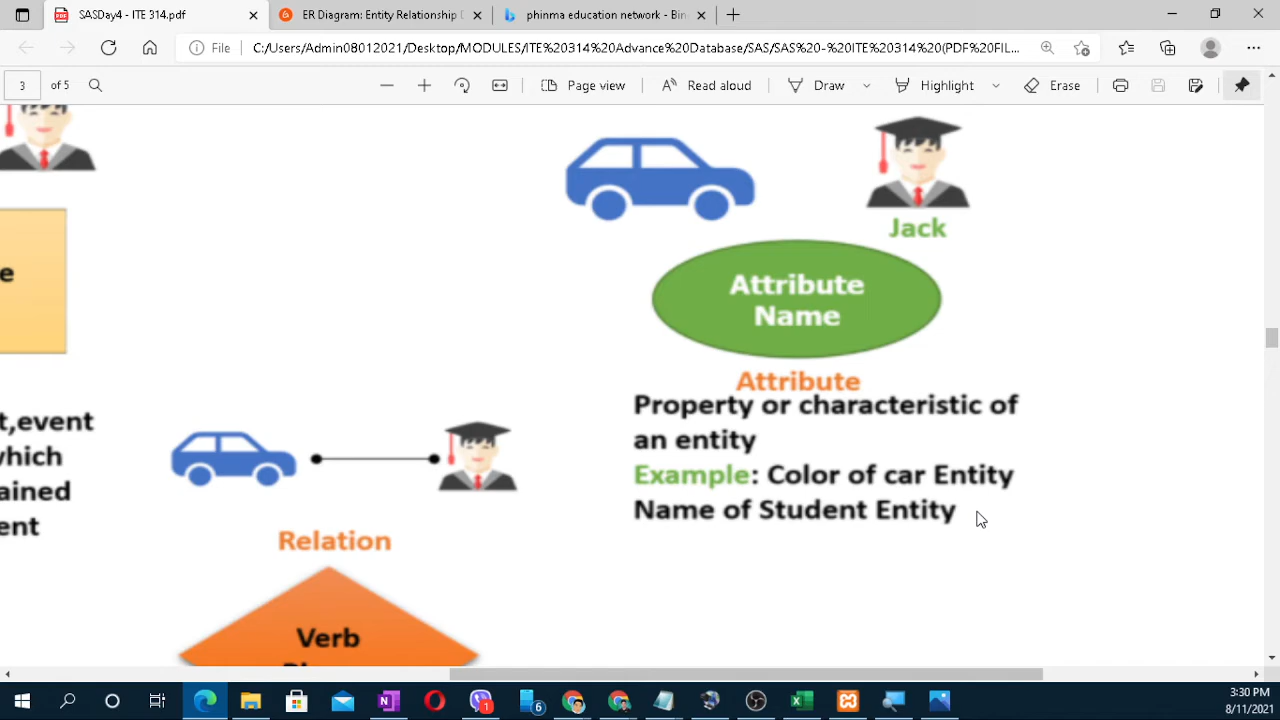 SASDay4 - ITE 314.pdf
ER Diagram: Entity Relationship D
phinma education network - Bin
File
C:/Users/Admin08012021/Desktop/MODULES/ITE%20314%20Advance%20Database/SAS/SAS%20-%20ITE%20314%20(PDF%20FIL...
3
of 5
Page view
Read aloud
Draw
Highlight
Erase
Jack
Attribute
Name
Attribute
Property or characteristic of
an entity
Example: Color of car Entity
Name of Student Entity
e
t,event
which
ained
ent
Relation
Verb
1
6
3:30 PM
8/11/2021